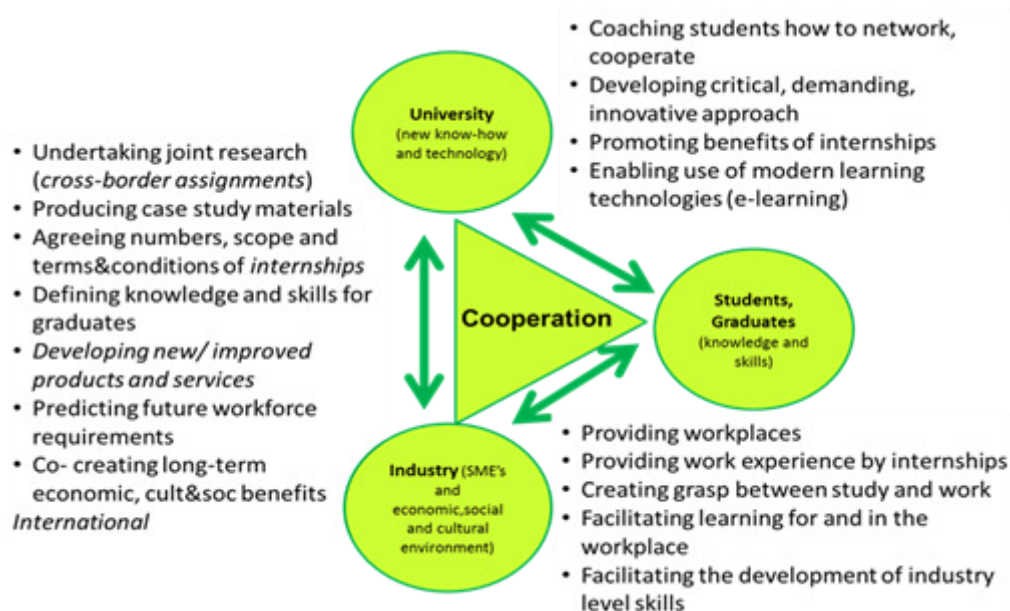 University
(new know-how
and technology)
• Coaching students how to network,
cooperate
• Developing critical, demanding,
innovative approach
• Promoting benefits of internships
• Enabling use of modern learning
technologies (e-learning)
• Undertaking joint research
(cross-border assignments)
• Producing case study materials
• Agreeing numbers, scope and
terms&conditions of internships
• Defining knowledge and skills for
graduates
• Developing new/ improved
products and services
• Predicting future workforce
requirements
• Co- creating long-term
economic, cult&soc benefits
International
Cooperation
Students,
Graduates
(knowledge and
skills)
Industry (SME's
and
economic,social
and cultural
environment)
• Providing workplaces
• Providing work experience by internships
• Creating grasp between study and work
• Facilitating learning for and in the
workplace
• Facilitating the development of industry
level skills